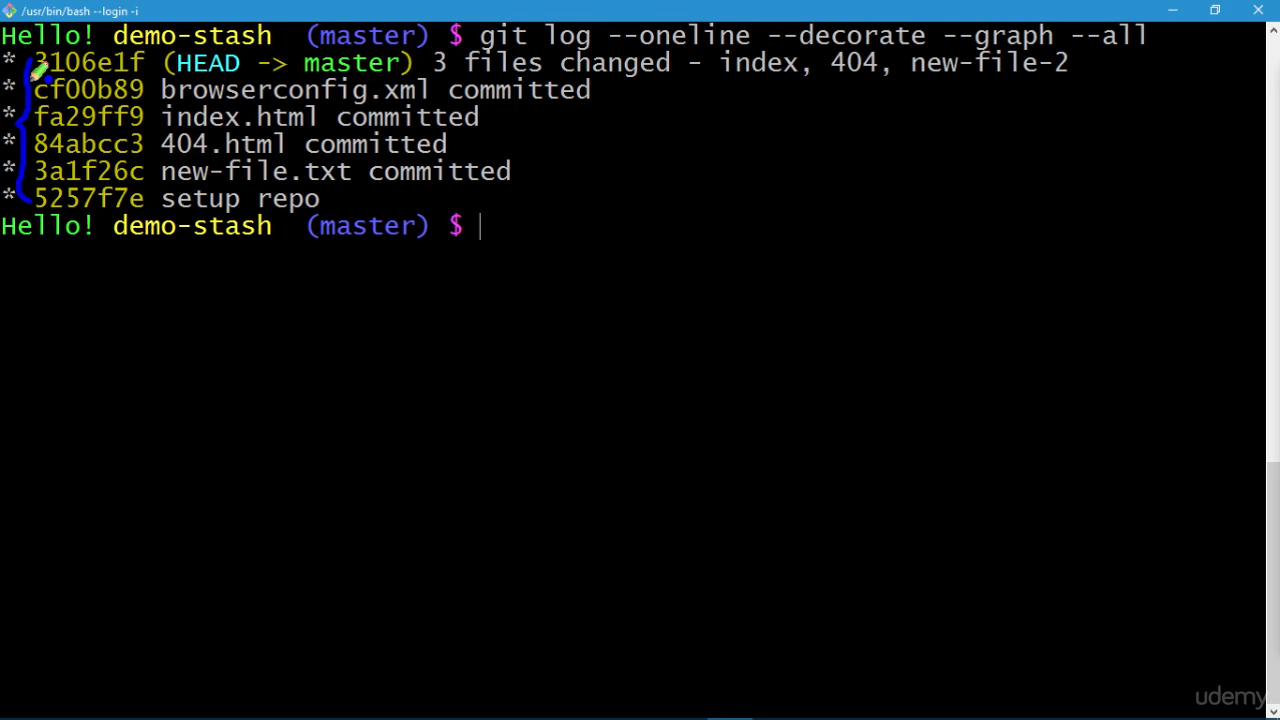 /usr/bin/bash --login -i
Hello! demo-stash (master) $ git log --oneline --decorate --graph --all
* 3106e1f (HEAD -> master) 3 files changed - index, 404, new-file-2
* cf00b89 browserconfig.xml committed
* fa29ff9 index.html committed
* 84abcc3 404.html committed
* 3a1f26c new-file.txt committed
* 5257f7e setup repo
Hello! demo-stash (master) $
udemy